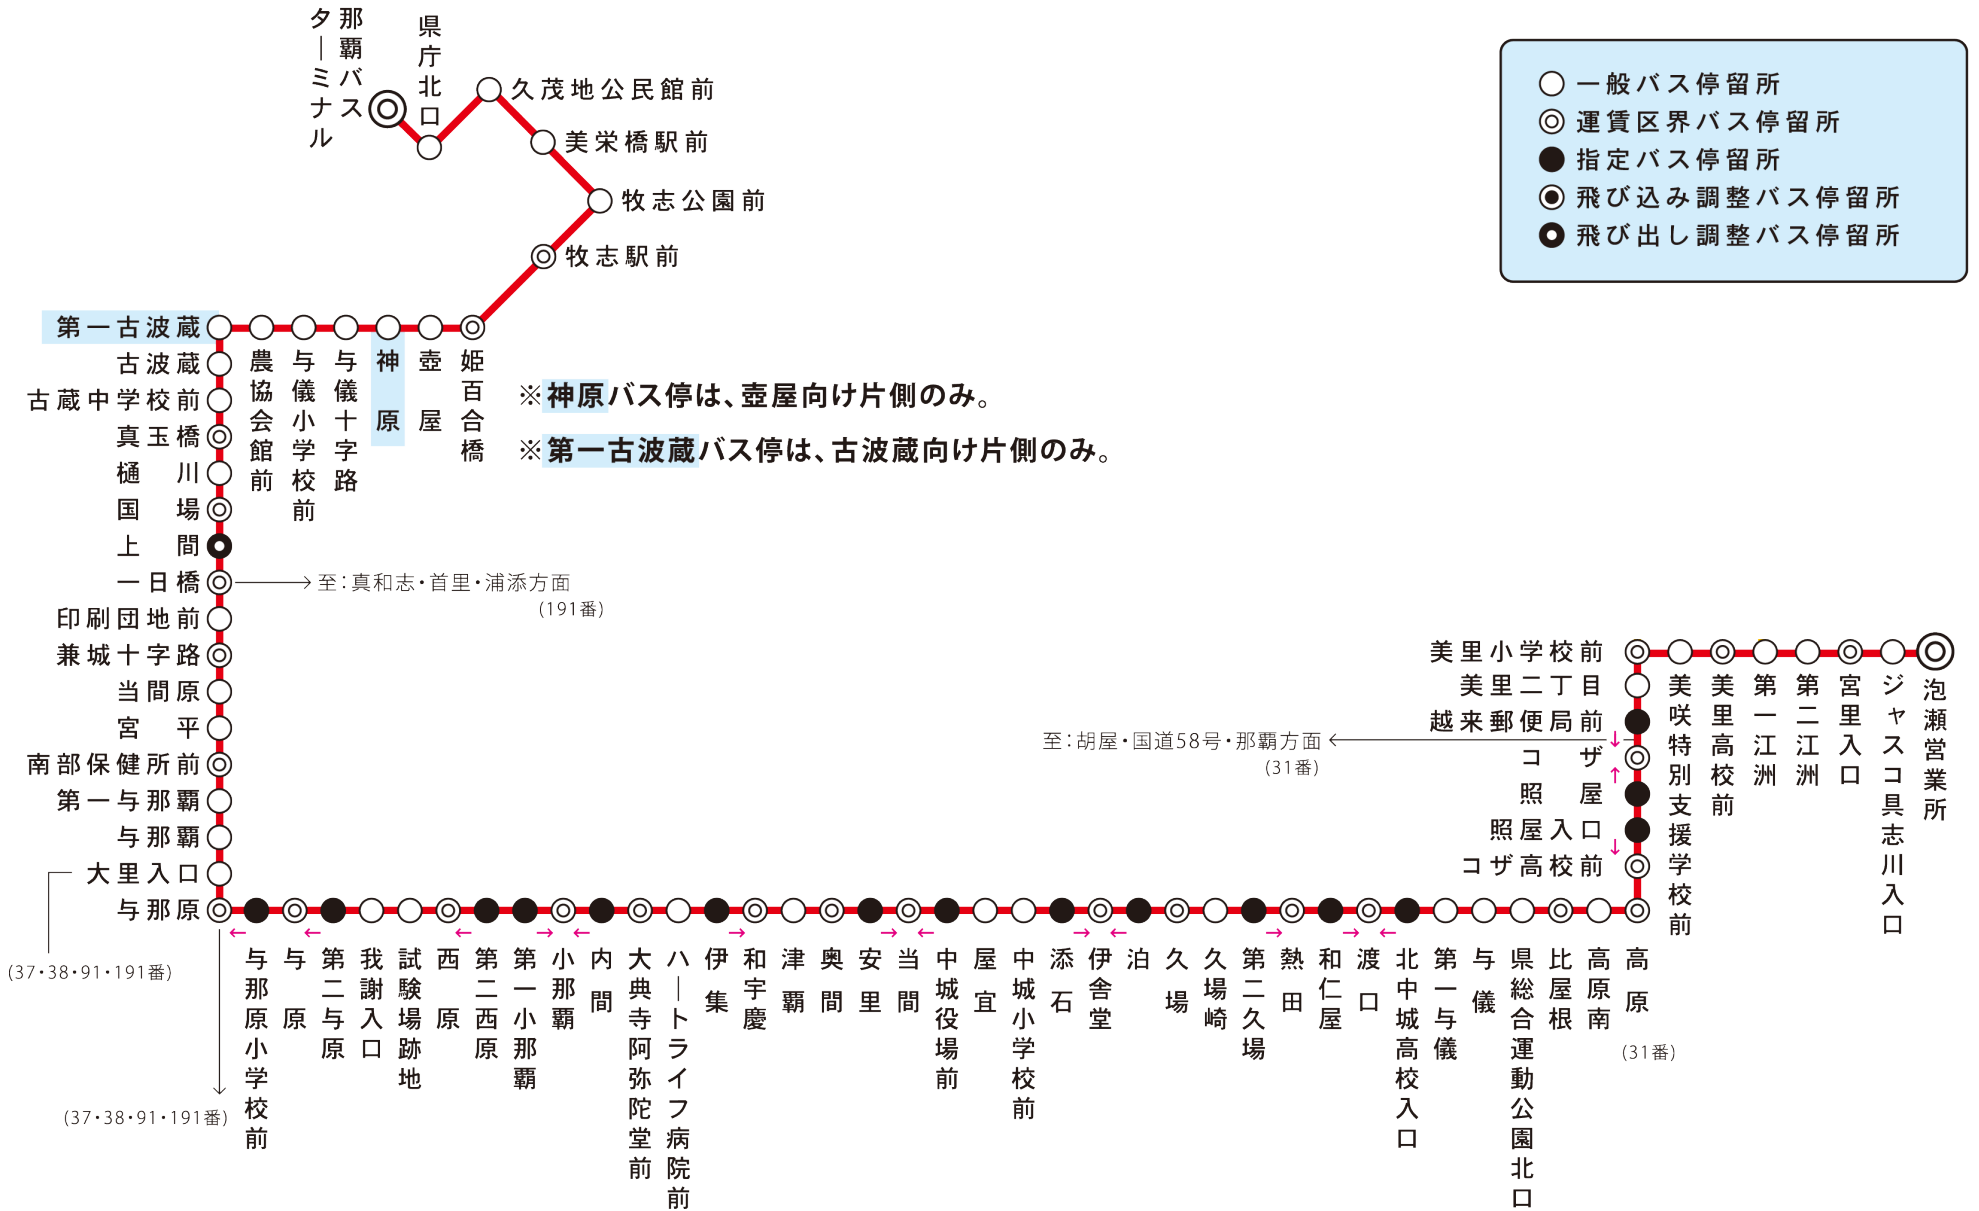 那覇バスターミナル
県庁北口
久茂地公民館前
美栄橋駅前
牧志公園前
牧志駅前
一般バス停留所
運賃区界バス停留所
指定バス停留所
飛び込み調整バス停留所
飛び出し調整バス停留所
姫百合橋
壺屋
神原
与儀十字路
与儀小学校前
農協会館前
第一古波蔵
※神原バス停は、壺屋向け片側のみ。
※第一古波蔵バス停は、古波蔵向け片側のみ。
古波蔵
古蔵中学校前
真玉橋
樋川
国場
上間
一日橋
至:真和志・首里・浦添方面
(191番)
印刷団地前
兼城十字路
当間原
宮平
南部保健所前
第一与那覇
与那覇
大里入口
(37・38・91・191番)
与那原
(37・38・91・191番)
与那原小学校前
与原
第二与原
我謝入口
試験場跡地
西原
第二西原
第一小那覇
小那覇
内間
大典寺阿弥陀堂前
ハートライフ病院前
伊集
和宇慶
津覇
奥間
安里
当間
中城役場前
屋宜
中城小学校前
添石
伊舎堂
泊
久場
久場崎
第二久場
熱田
和仁屋
渡口
北中城高校入口
第一与儀
与儀
県総合運動公園北口
比屋根
高原南
高原
(31番)
コザ高校前
照屋入口
照屋
コザ
至:胡屋・国道58号・那覇方面
(31番)
越来郵便局前
美里二丁目
美里小学校前
美咲特別支援学校前
美里高校前
第一江洲
第二江洲
宮里入口
ジャスコ具志川入口
泡瀬営業所